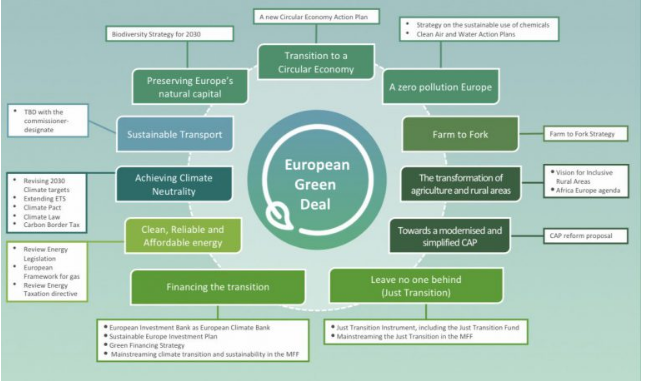 A new Circular Economy Action Plan
Biodiversity Strategy for 2030
• Strategy on the sustainable use of chemicals
• Clean Air and Water Action Plans
Transition to a
Circular Economy
Preserving Europe's
natural capital
A zero pollution Europe
• TBD with the
commissioner-
designate
Sustainable Transport
Farm to Fork
Farm to Fork Strategy
European
Green
Deal
• Revising 2030
Climate targets
• Extending ETS
• Climate Pact
• Climate Law
• Carbon Border Tax
Achieving Climate
Neutrality
The transformation of
agriculture and rural areas
• Vision for Inclusive
Rural Areas
• Africa Europe agenda
Clean, Reliable and
Affordable energy
Towards a modernised and
simplified CAP
CAP reform proposal
• Review Energy
Legislation
• European
Framework for gas
• Review Energy
Taxation directive
Financing the transition
Leave no one behind
(Just Transition)
• European Investment Bank as European Climate Bank
• Sustainable Europe Investment Plan
• Green Financing Strategy
• Mainstreaming climate transition and sustainability in the MFF
• Just Transition Instrument, including the Just Transition Fund
• Mainstreaming the Just Transition in the MFF